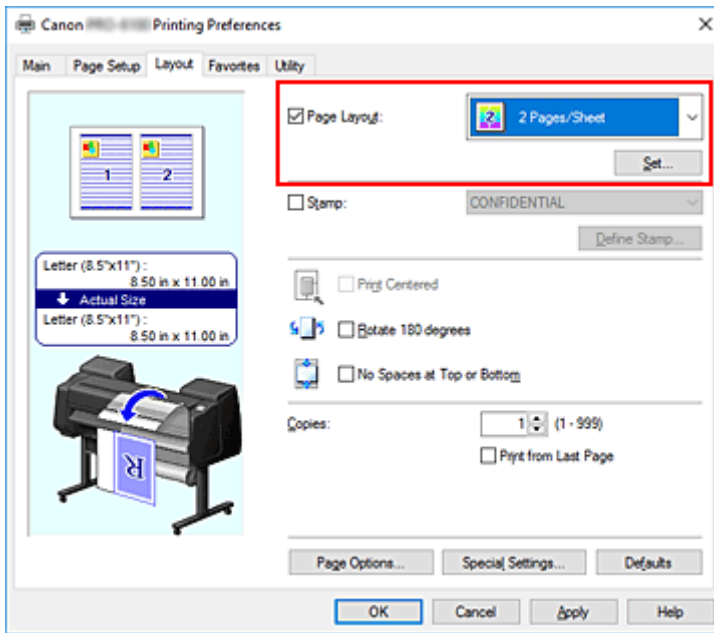 Canon Printing Preferences
Main Page Setup Layout Favorites Utility
Page Layout: 2 Pages/Sheet
Set...
1 2
Stamp: CONFIDENTIAL
Define Stamp...
Letter (8.5"x11") :
8.50 in x 11.00 in
Actual Size
Letter (8.5"x11") :
8.50 in x 11.00 in
Print Centered
Rotate 180 degrees
No Spaces at Top or Bottom
R
Copies: 1 (1 - 999)
Print from Last Page
Page Options... Special Settings... Defaults
OK Cancel Apply Help